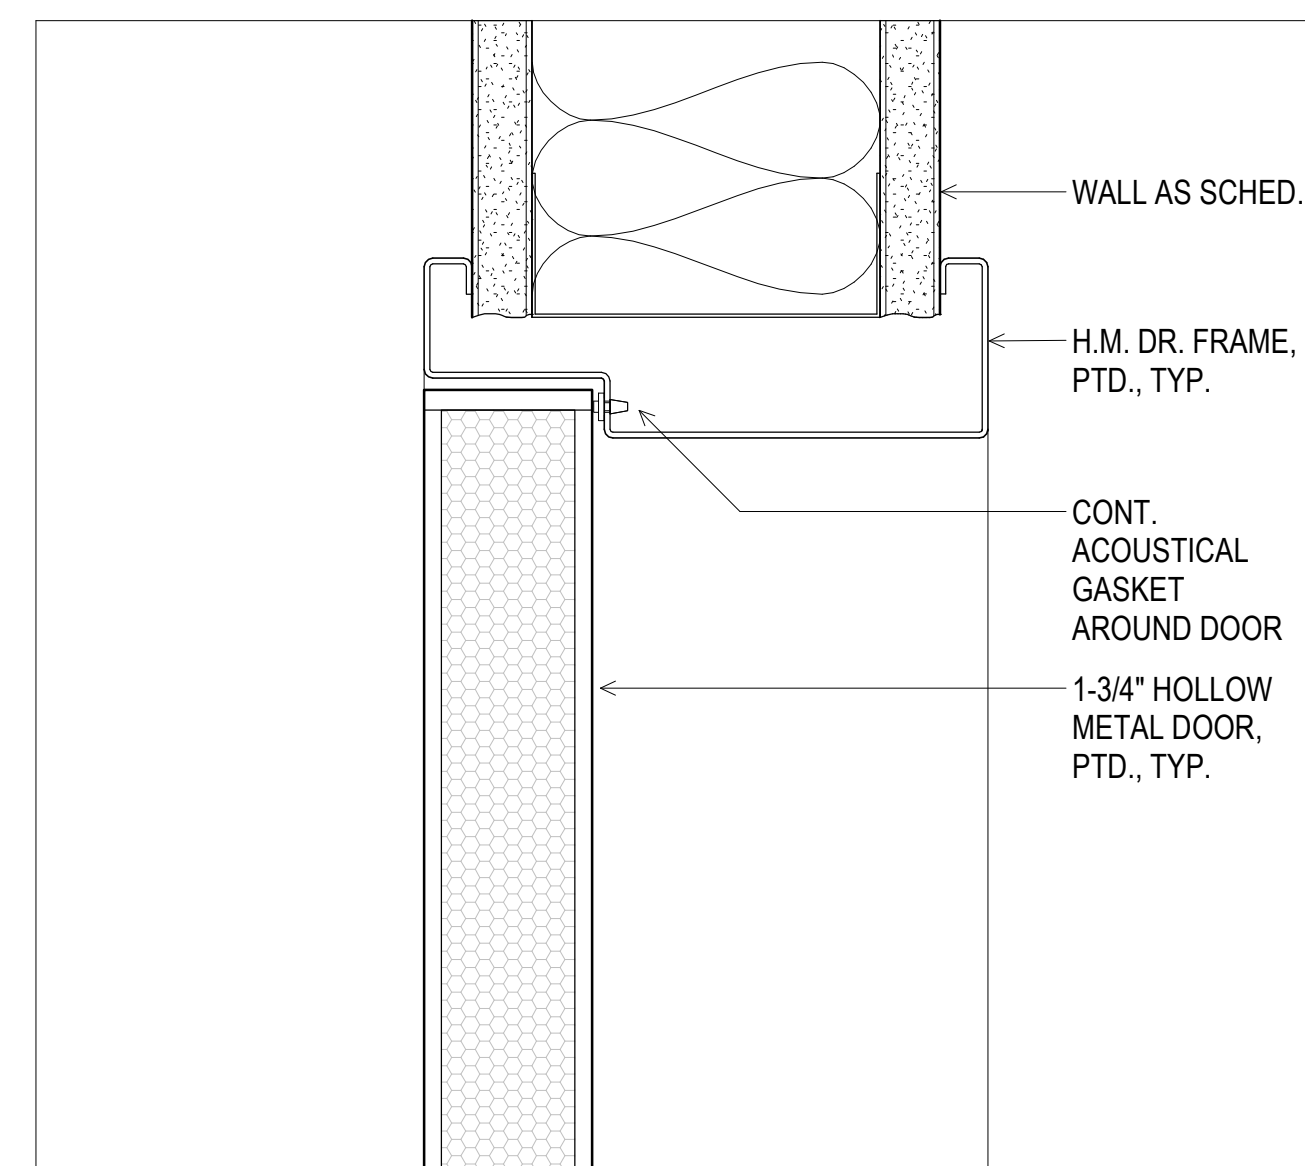 WALL AS SCHED.
H.M. DR. FRAME,
PTD., TYP.
CONT.
ACOUSTICAL
GASKET
AROUND DOOR
1-3/4" HOLLOW
METAL DOOR,
PTD., TYP.